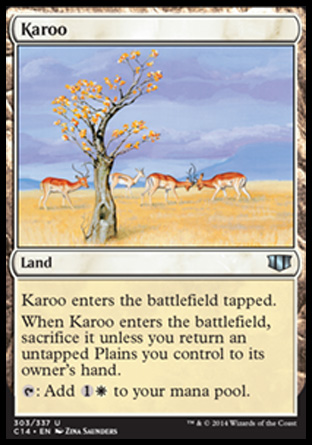 Karoo
Land
Karoo enters the battlefield tapped.
When Karoo enters the battlefield,
sacrifice it unless you return an
untapped Plains you control to its
owner's hand.
: Add 1 to your mana pool.
303/337 U
C14 • EN Zina Saunders
™ & © 2014 Wizards of the Coast